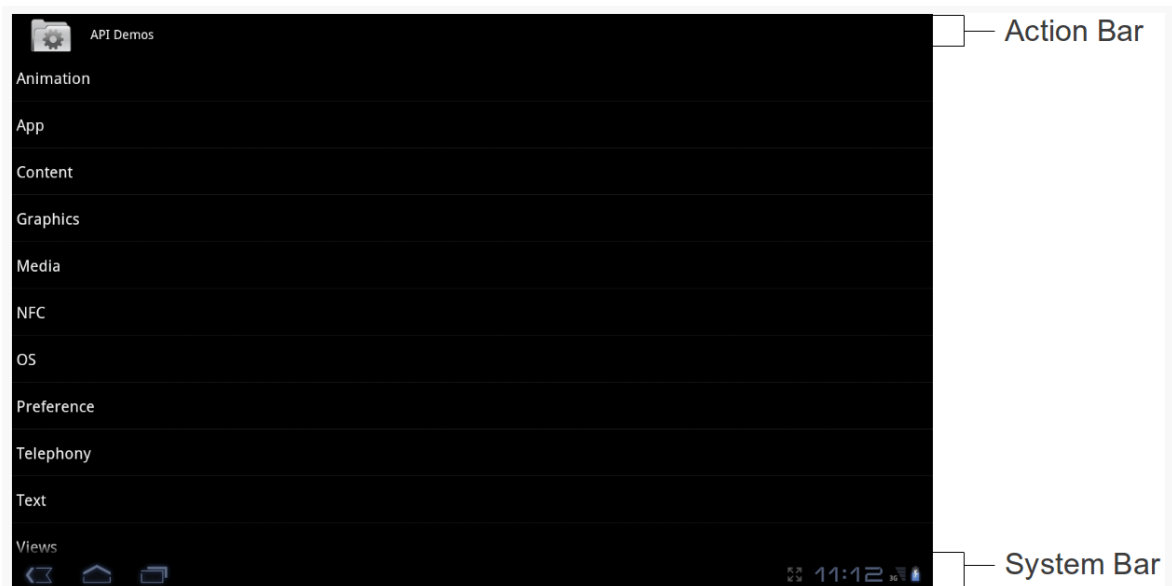 API Demos
Action Bar
Animation
App
Content
Graphics
Media
NFC
OS
Preference
Telephony
Text
Views
11:12 3G
System Bar